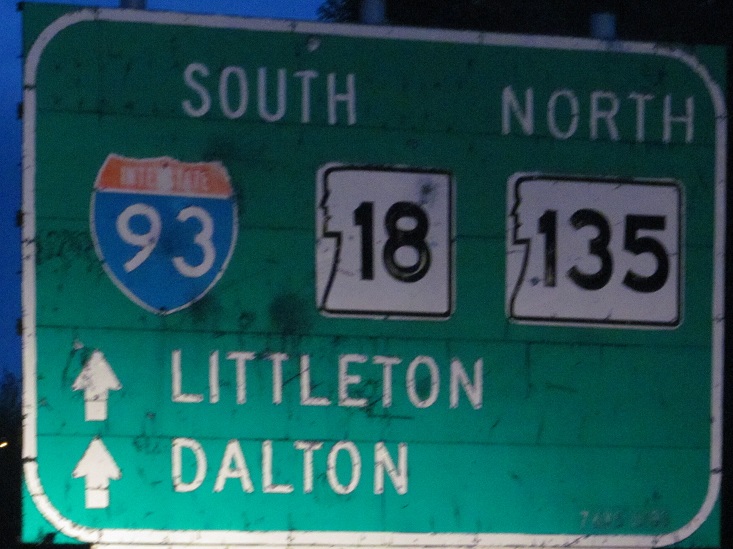 SOUTH NORTH
INTERSTATE
93 18 135
LITTLETON
DALTON